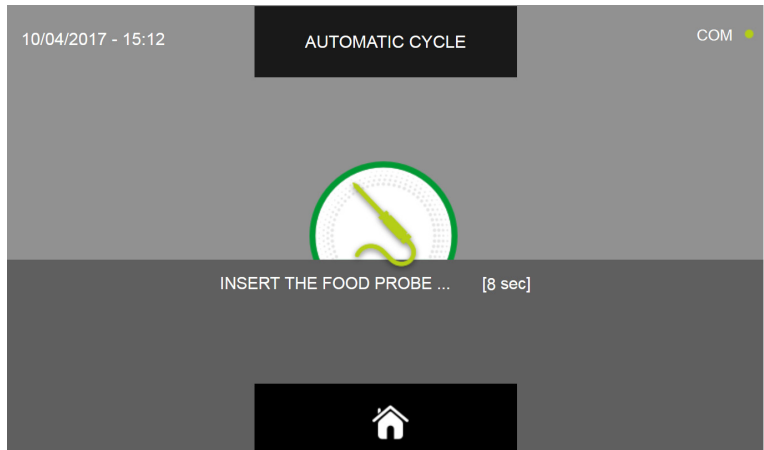 10/04/2017 - 15:12
AUTOMATIC CYCLE
COM
INSERT THE FOOD PROBE ... [8 sec]